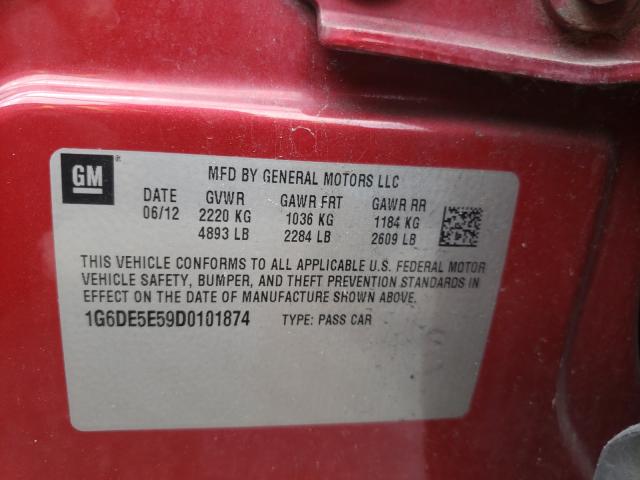 GM® MFD BY GENERAL MOTORS LLC
DATE GVWR GAWR FRT GAWR RR
06/12 2220 KG 1036 KG 1184 KG
4893 LB 2284 LB 2609 LB
THIS VEHICLE CONFORMS TO ALL APPLICABLE U.S. FEDERAL MOTOR
VEHICLE SAFETY, BUMPER, AND THEFT PREVENTION STANDARDS IN
EFFECT ON THE DATE OF MANUFACTURE SHOWN ABOVE.
1G6DE5E59D0101874 TYPE: PASS CAR